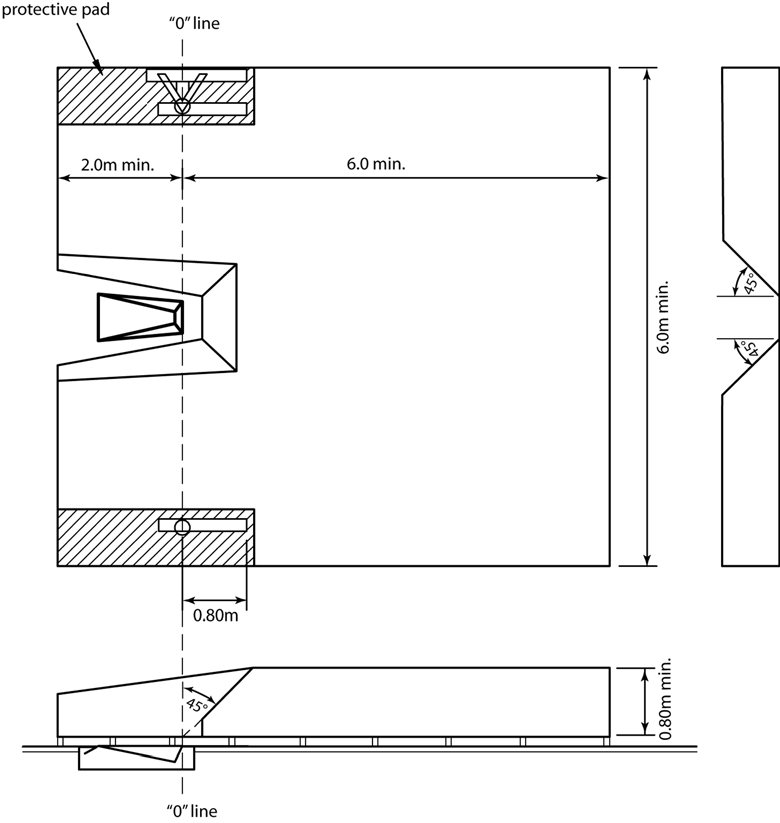 protective pad
“0” line
2.0m min.
6.0 min.
45°
6.0m min.
45°
0.80m
45°
0.80m min.
“0” line